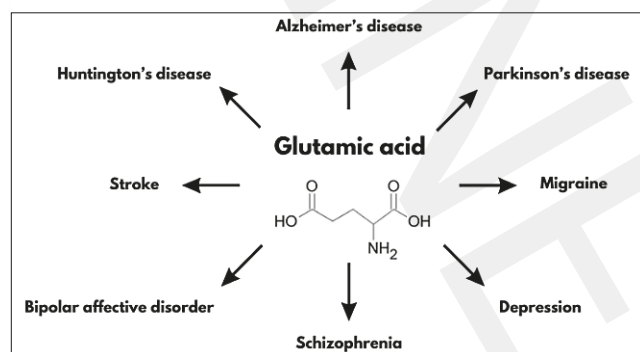 Alzheimer's disease
Huntington's disease
Parkinson's disease
Glutamic acid
Stroke
Migraine
O
O
HO
OH
NH2
Bipolar affective disorder
Depression
Schizophrenia